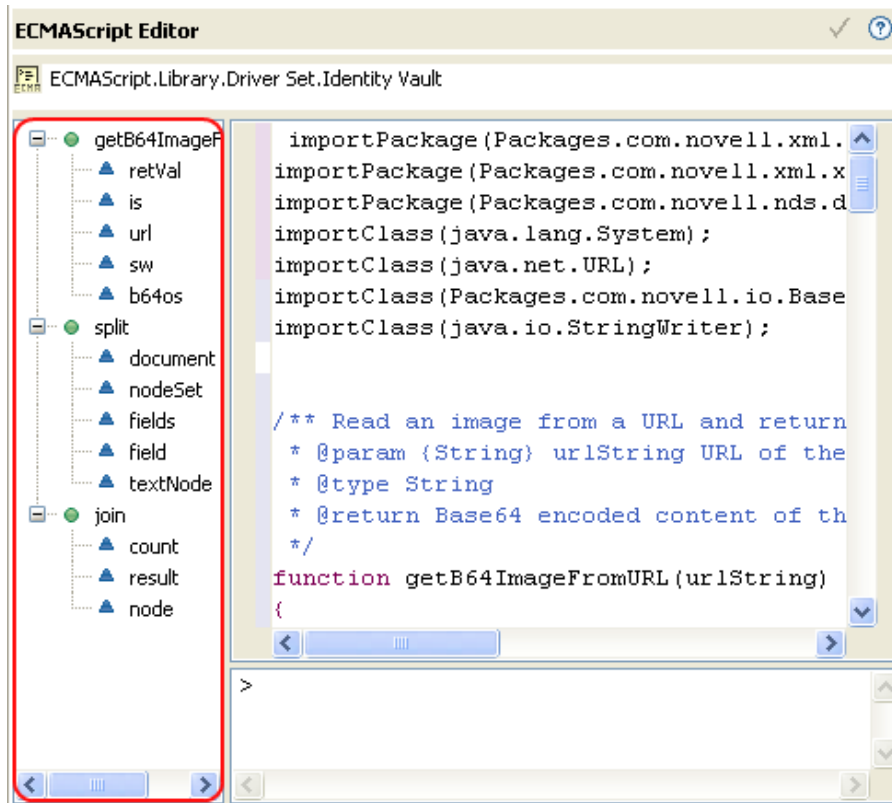 ECMAScript Editor
ECMAScript.Library.Driver Set.Identity Vault
getB64ImageF
retVal
is
url
sw
b64os
split
document
nodeSet
fields
field
textNode
join
count
result
node
importPackage(Packages.com.novell.xml.
importPackage(Packages.com.novell.xml.x
importPackage(Packages.com.novell.nds.d
importClass(java.lang.System);
importClass(java.net.URL);
importClass(Packages.com.novell.io.Base
importClass(java.io.StringWriter);
/** Read an image from a URL and return
* @param {String} urlString URL of the
* @type String
* @return Base64 encoded content of th
*/
function getB64ImageFromURL(urlString)
{
>